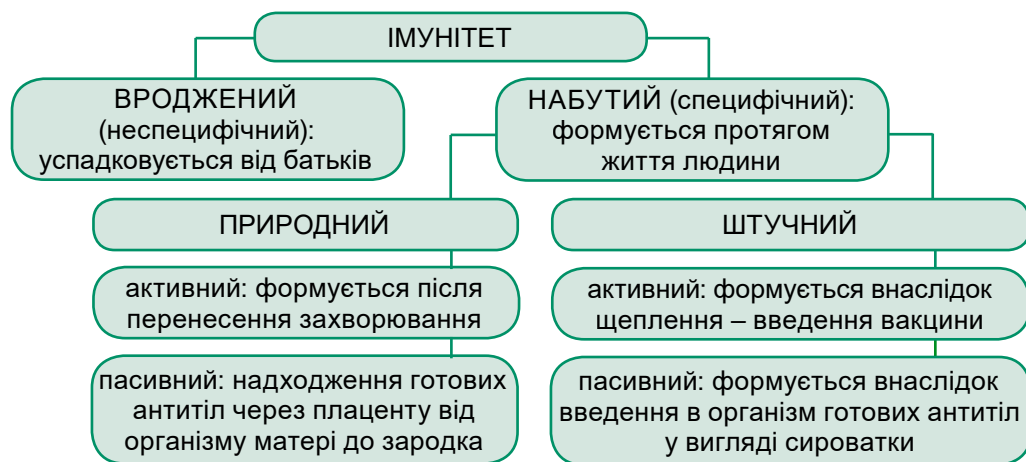 ІМУНІТЕТ
ВРОДЖЕНИЙ
(неспецифічний):
успадковується від батьків
НАБУТИЙ (специфічний):
формується протягом
життя людини
ПРИРОДНИЙ
ШТУЧНИЙ
активний: формується після
перенесення захворювання
активний: формується внаслідок
щеплення – введення вакцини
пасивний: надходження готових
антитіл через плаценту від
організму матері до зародка
пасивний: формується внаслідок
введення в організм готових антитіл
у вигляді сироватки